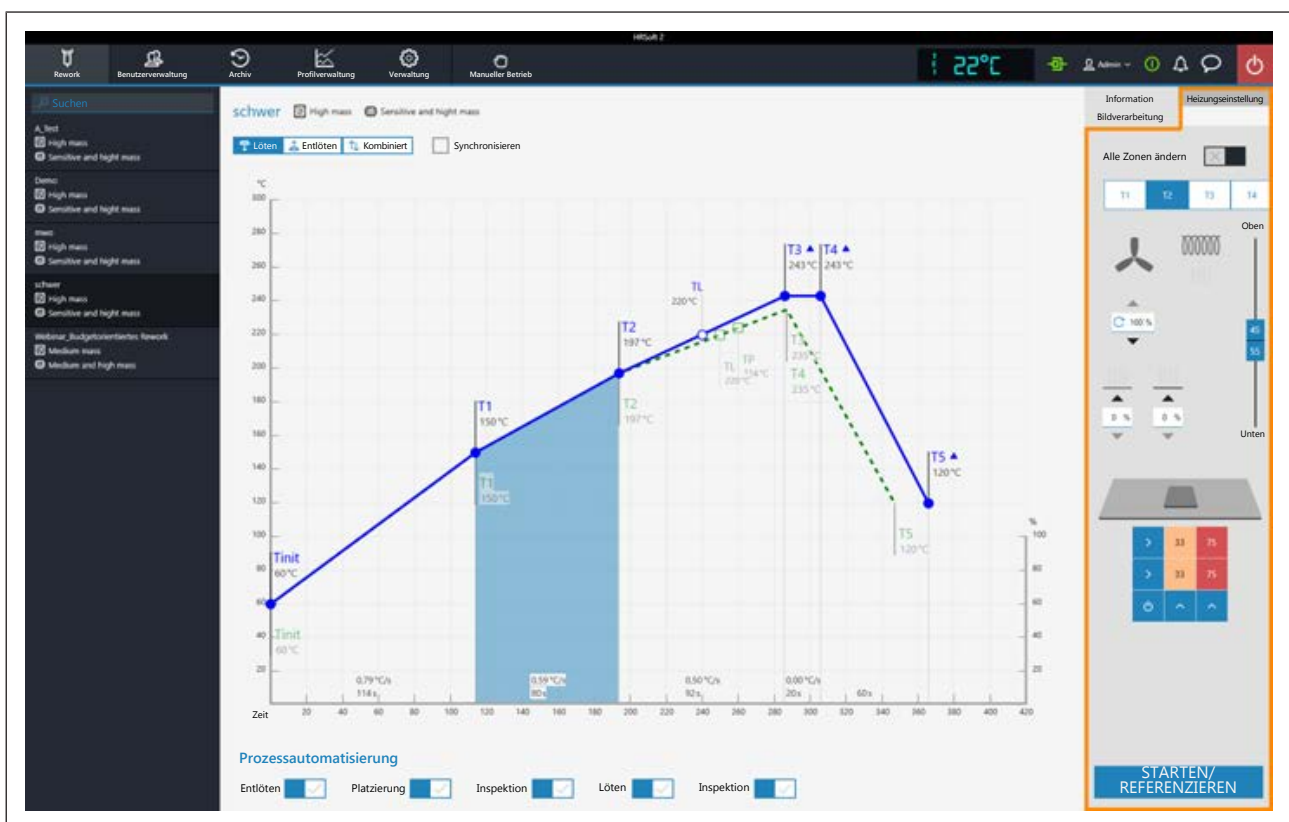 HRSoft 2
Rework Benutzerverwaltung Archiv Profilverwaltung Verwaltung Manueller Betrieb 22°C Admin
Suchen
A_Test
High mass
Sensitive and hight mass
Demo
High mass
Sensitive and hight mass
High mass
Sensitive and hight mass
schwer
High mass
Sensitive and hight mass
Webinar_Budgetorientiertes Rework
Medium mass
Medium and high mass
schwer High mass Sensitive and hight mass
Löten Entlöten Kombiniert Synchronisieren
°C
300
280
260
240
220
200
180
160
140
120
100
80
60
40
20
T3 243°C
T4 243°C
TL
220°C
T2
197°C
T3
235°C
TL
220°C
TP
T4
235°C
T2
197°C
T1
150°C
T1
150°C
T5
120°C
T5
120°C
Tinit
60°C
Tinit
60°C
%
100
80
60
40
20
0.79°C/s 0.59°C/s 0.50°C/s 0.00°C/s
114s 80s 92s 20s 60s
Zeit 20 40 60 80 100 120 140 160 180 200 220 240 260 280 300 320 340 360 380 400 420
Prozessautomatisierung
Entlöten Platzierung Inspektion Löten Inspektion
Information Heizungseinstellung
Bildverarbeitung
Alle Zonen ändern
T1 T2 T3 T4
Oben
100 %
45
55
0 % 0 %
Unten
33 75
33 75
STARTEN/
REFERENZIEREN